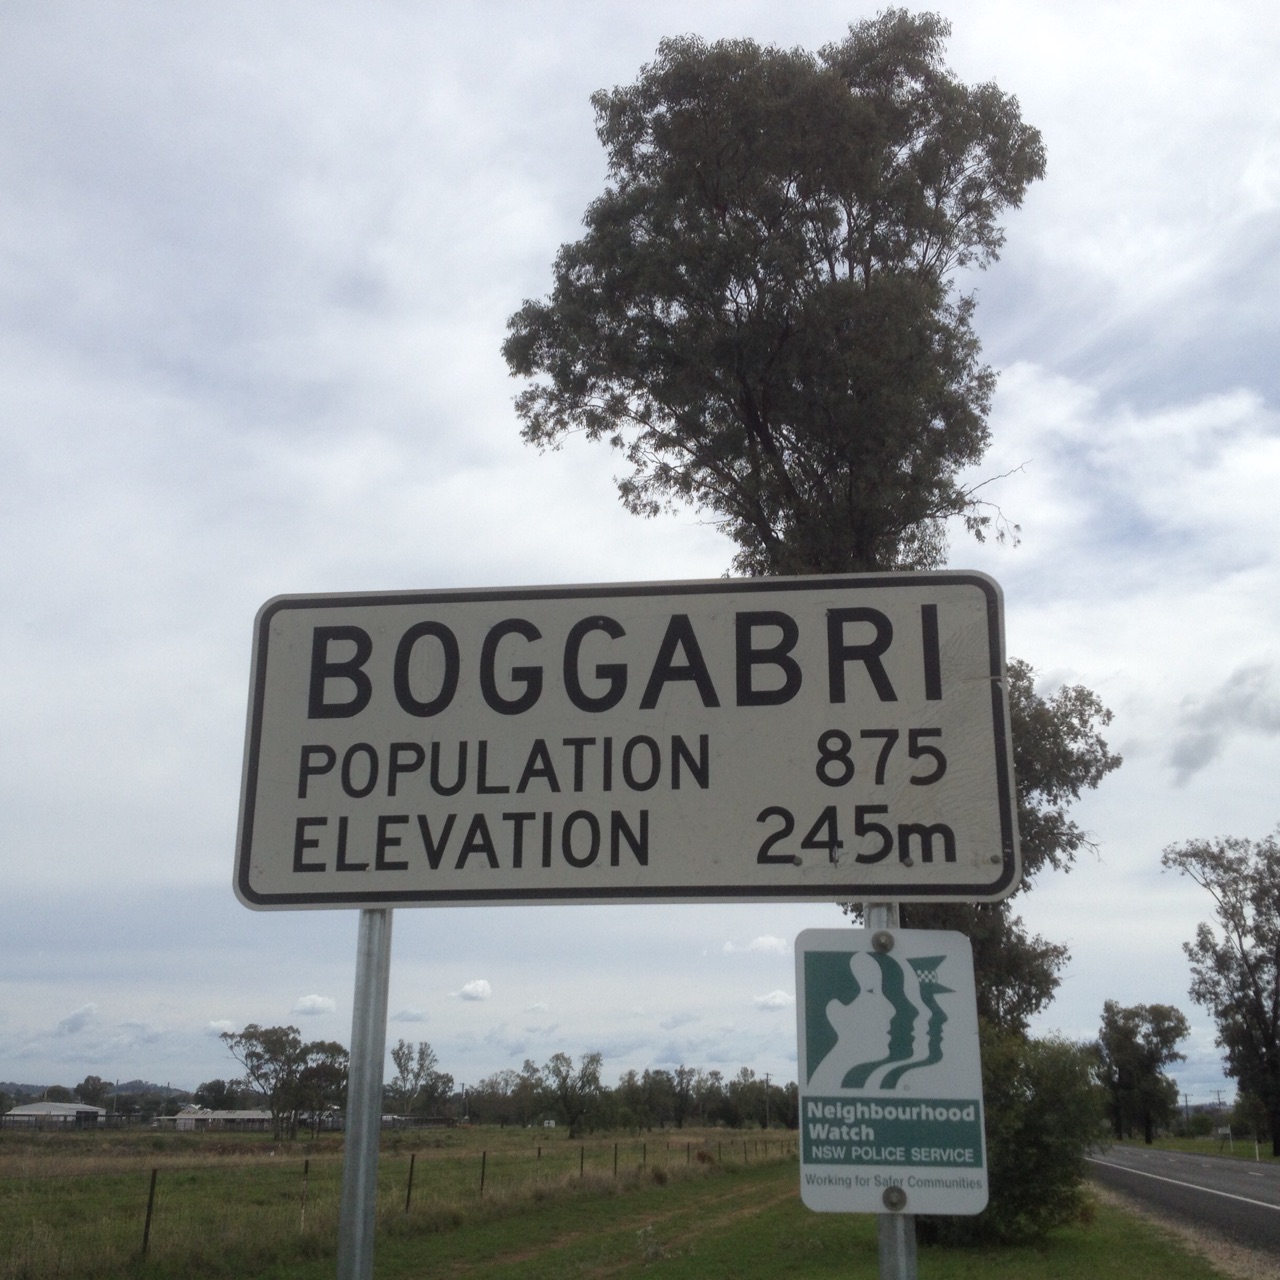 BOGGABRI
POPULATION 875
ELEVATION 245m
Neighbourhood
Watch
NSW POLICE SERVICE
Working for Safer Communities